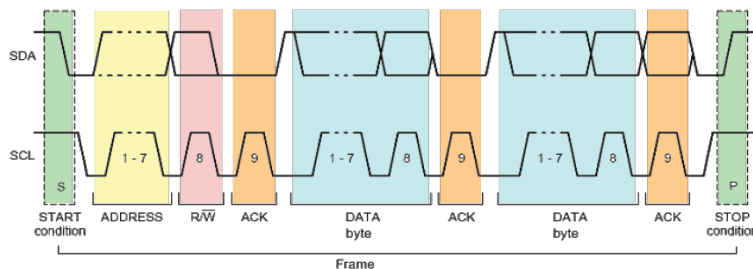 SDA
SCL
1 - 7
8
9
1 - 7
8
9
1 - 7
8
9
S
P
START condition
ADDRESS
R/W̅
ACK
DATA byte
ACK
DATA byte
ACK
STOP condition
Frame